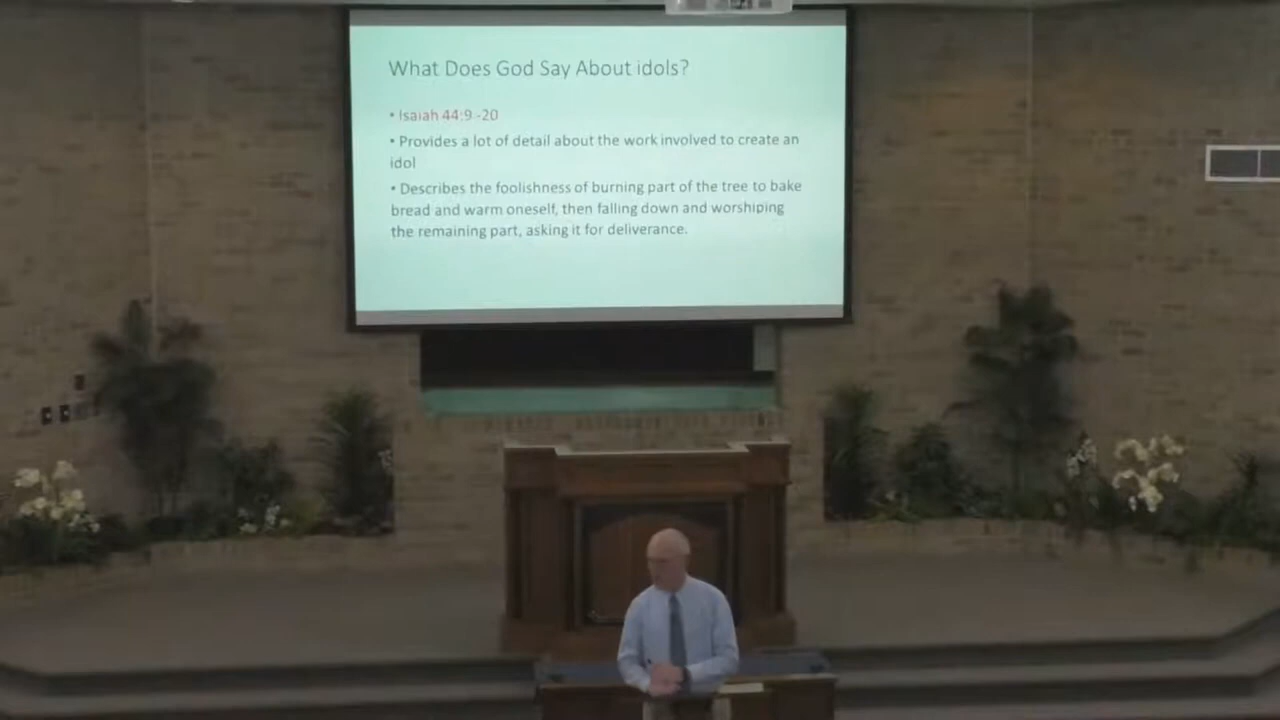 What Does God Say About idols?
• Isaiah 44:9 -20
• Provides a lot of detail about the work involved to create an
idol
• Describes the foolishness of burning part of the tree to bake
bread and warm oneself, then falling down and worshiping
the remaining part, asking it for deliverance.